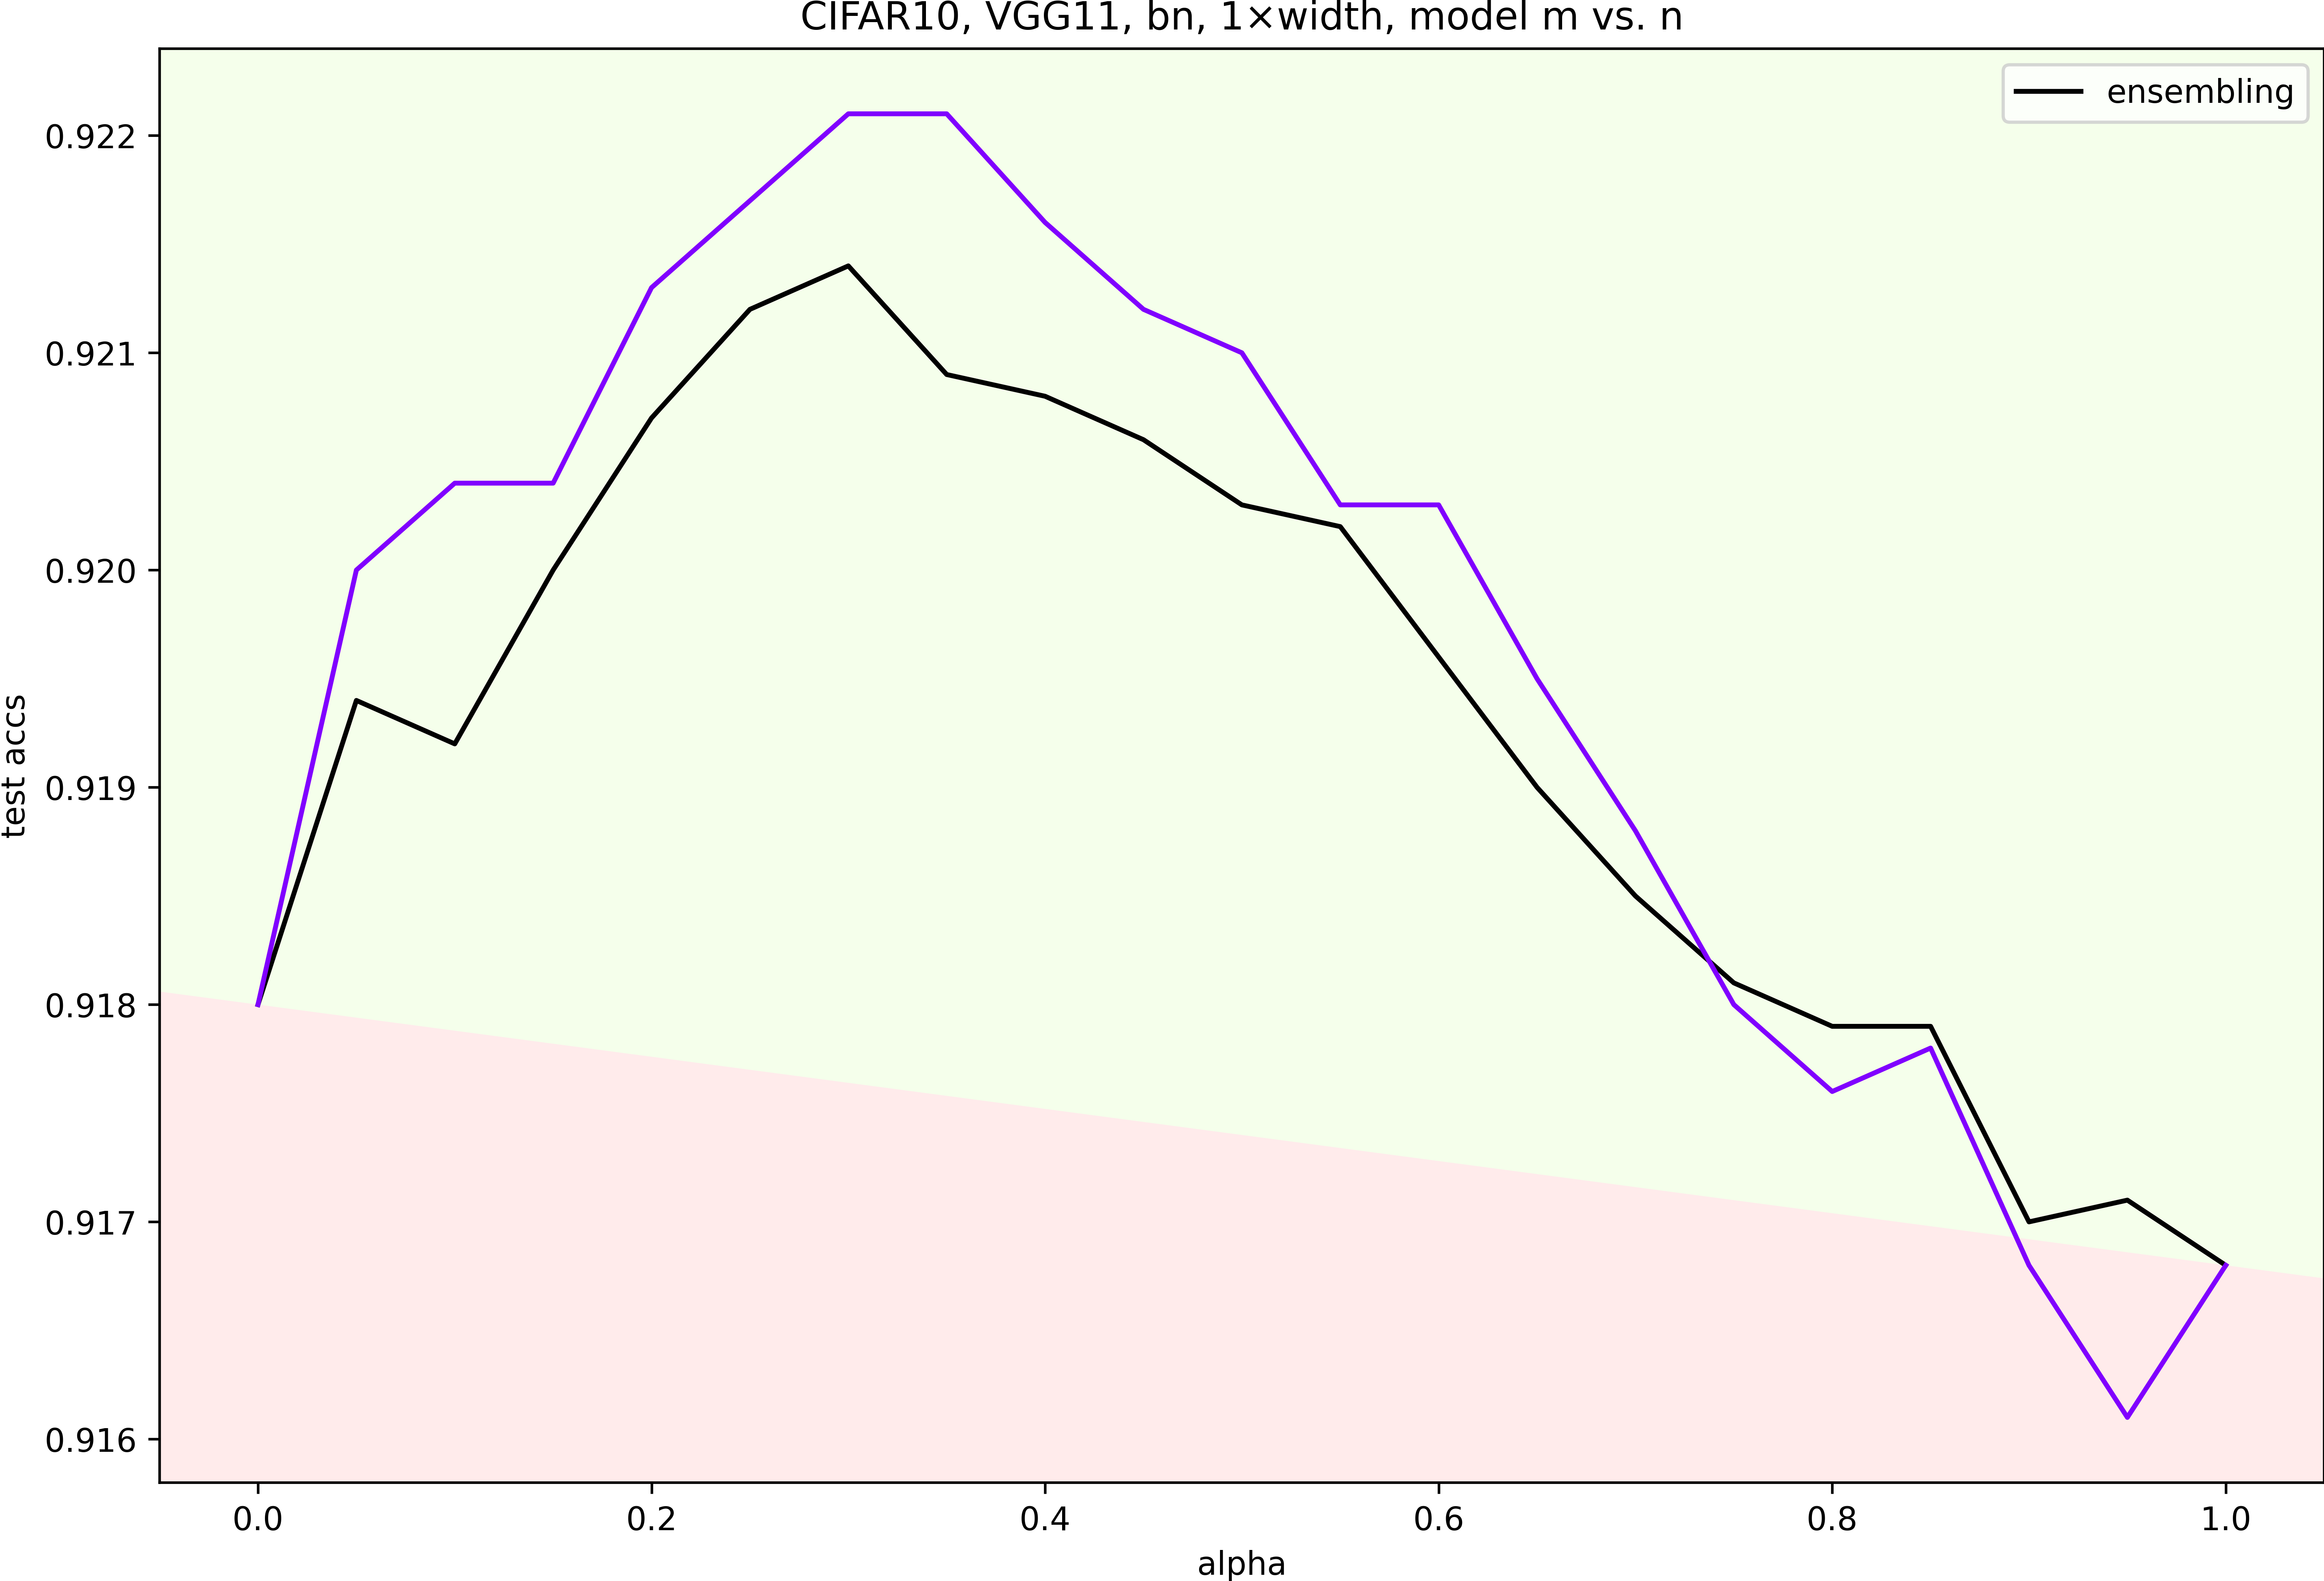 CIFAR10, VGG11, bn, 1×width, model m vs. n
ensembling
0.922
0.921
0.920
0.919
0.918
0.917
0.916
test accs
0.0 0.2 0.4 0.6 0.8 1.0
alpha